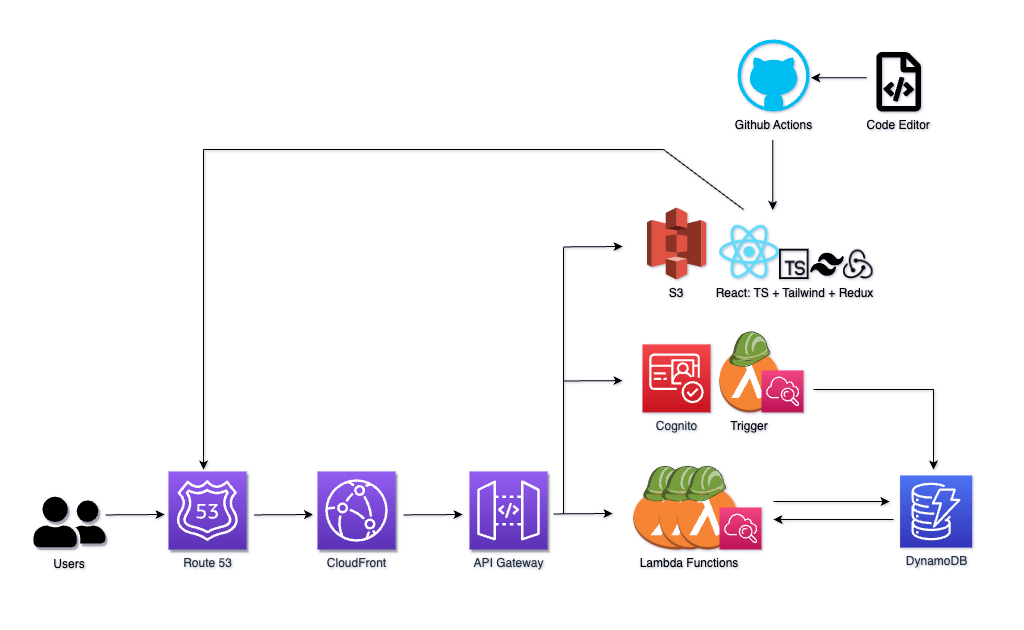 Github Actions
Code Editor
TS
S3
React: TS + Tailwind + Redux
Cognito
Trigger
53
Users
Route 53
CloudFront
API Gateway
Lambda Functions
DynamoDB